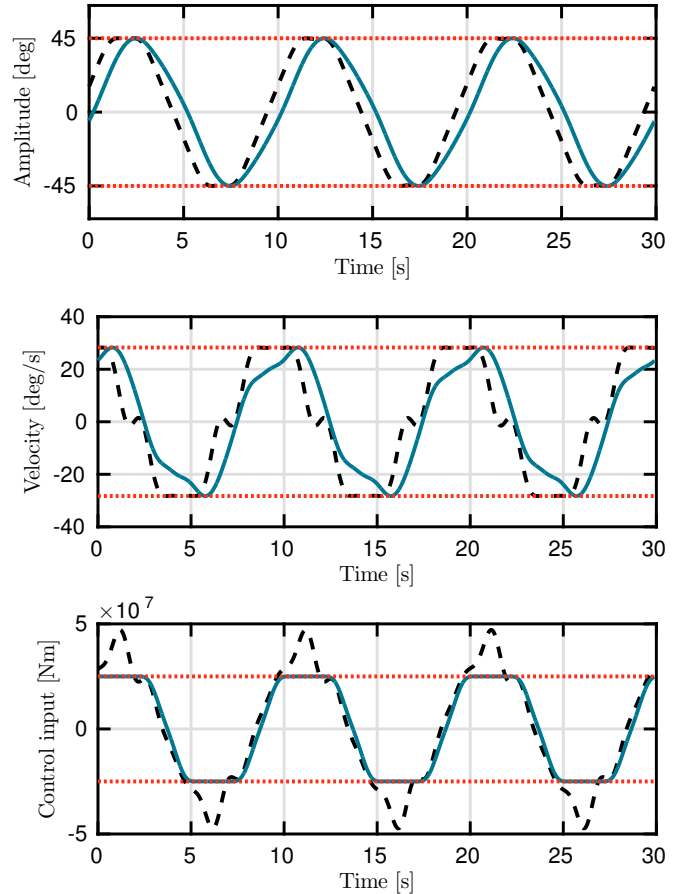 45
0
-45
Amplitude [deg]
0 5 10 15 20 25 30
Time [s]
40
20
0
-20
-40
Velocity [deg/s]
0 5 10 15 20 25 30
Time [s]
×10^7
5
0
-5
Control input [Nm]
0 5 10 15 20 25 30
Time [s]